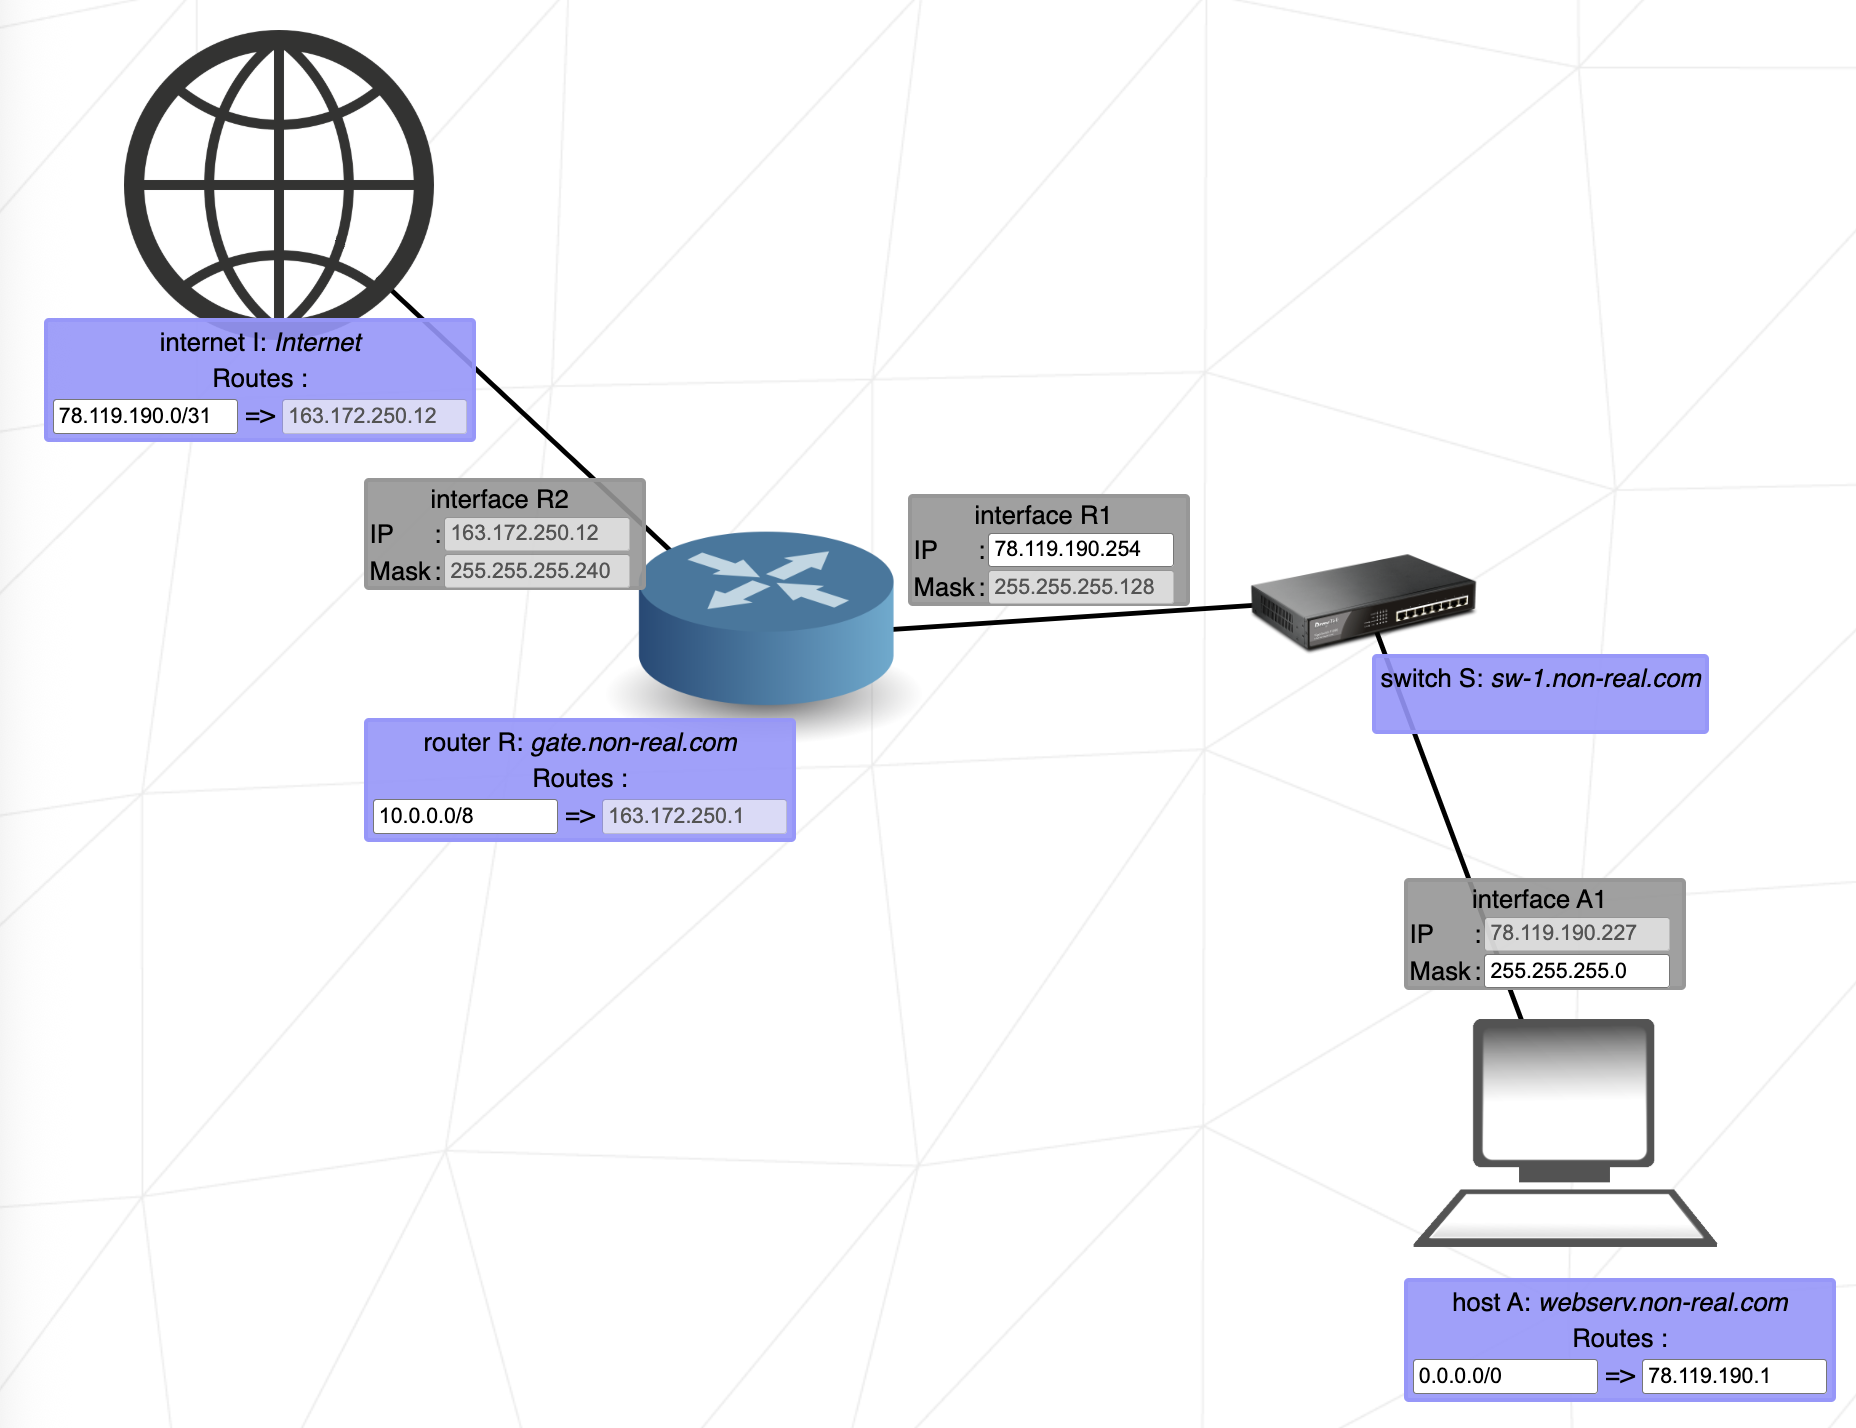 internet I: Internet
Routes :
78.119.190.0/31 => 163.172.250.12
interface R2
IP : 163.172.250.12
Mask : 255.255.255.240
interface R1
IP : 78.119.190.254
Mask : 255.255.255.128
switch S: sw-1.non-real.com
router R: gate.non-real.com
Routes :
10.0.0.0/8 => 163.172.250.1
interface A1
IP : 78.119.190.227
Mask : 255.255.255.0
host A: webserv.non-real.com
Routes :
0.0.0.0/0 => 78.119.190.1